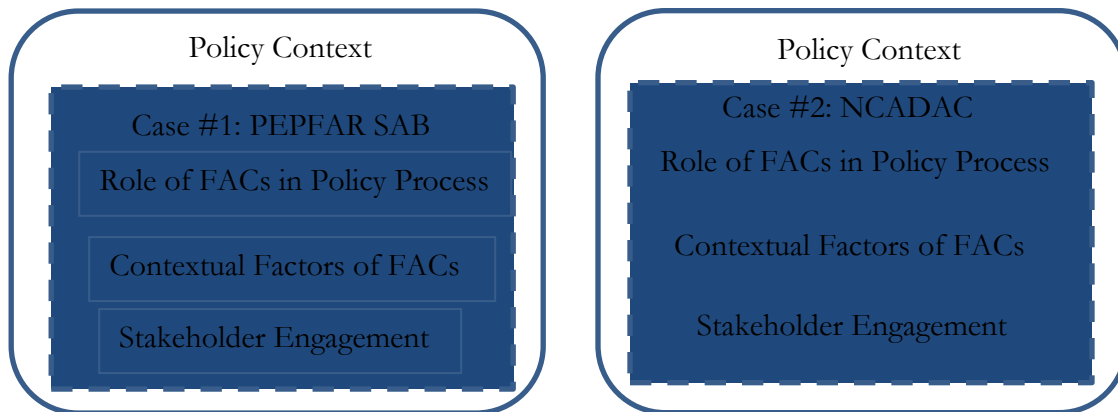 Policy Context
Case #1: PEPFAR SAB
Role of FACs in Policy Process
Contextual Factors of FACs
Stakeholder Engagement
Policy Context
Case #2: NCADAC
Role of FACs in Policy Process
Contextual Factors of FACs
Stakeholder Engagement